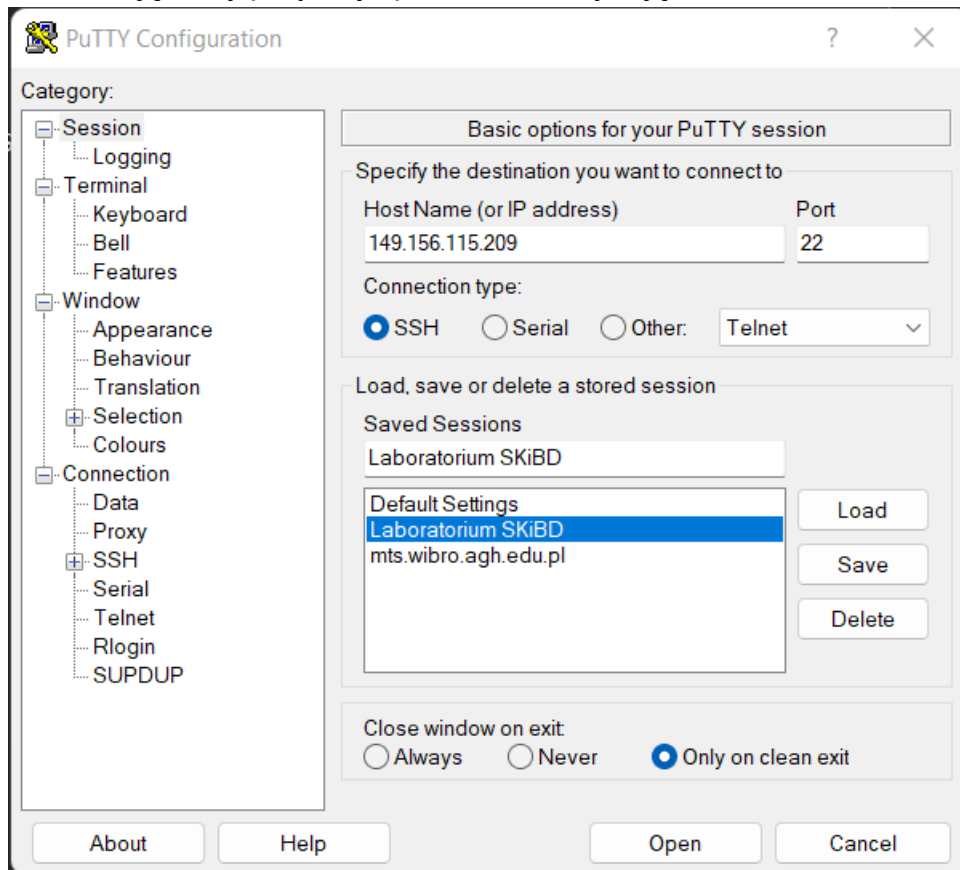 PuTTY Configuration
?
Category:
Session
Logging
Terminal
Keyboard
Bell
Features
Window
Appearance
Behaviour
Translation
Selection
Colours
Connection
Data
Proxy
SSH
Serial
Telnet
Rlogin
SUPDUP
Basic options for your PuTTY session
Specify the destination you want to connect to
Host Name (or IP address) Port
149.156.115.209 22
Connection type:
SSH Serial Other: Telnet
Load, save or delete a stored session
Saved Sessions
Laboratorium SKiBD
Default Settings
Laboratorium SKiBD
mts.wibro.agh.edu.pl
Load
Save
Delete
Close window on exit:
Always Never Only on clean exit
About Help Open Cancel